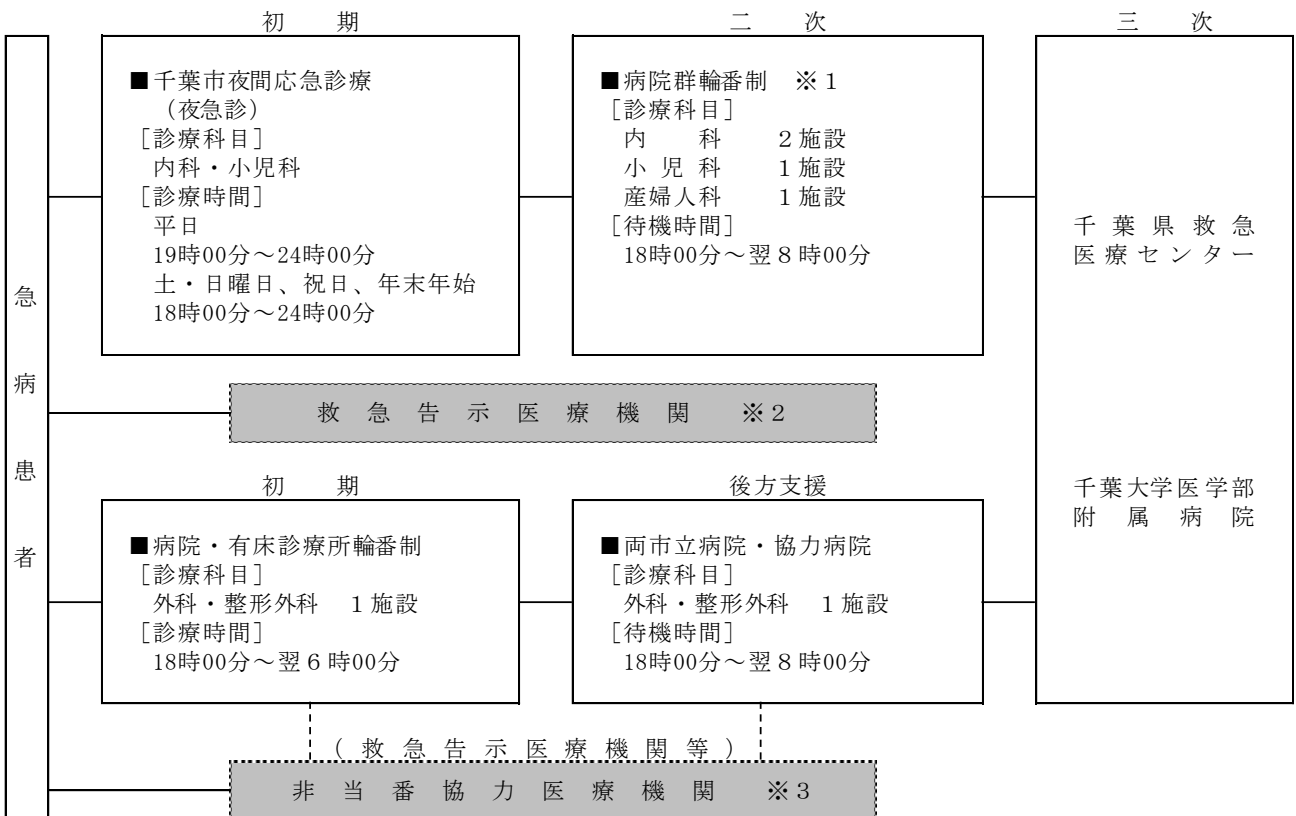 初期
二次
三次
急病患者
■千葉市夜間応急診療
(夜急診)
[診療科目]
内科・小児科
[診療時間]
平日
19時00分～24時00分
土・日曜日、祝日、年末年始
18時00分～24時00分
■病院群輪番制 ※1
[診療科目]
内科 2施設
小児科 1施設
産婦人科 1施設
[待機時間]
18時00分～翌8時00分
千葉県救急
医療センター
救急告示医療機関 ※2
初期
後方支援
■病院・有床診療所輪番制
[診療科目]
外科・整形外科 1施設
[診療時間]
18時00分～翌6時00分
■両市立病院・協力病院
[診療科目]
外科・整形外科 1施設
[待機時間]
18時00分～翌8時00分
千葉大学医学部
附属病院
(救急告示医療機関等)
非当番協力医療機関 ※3